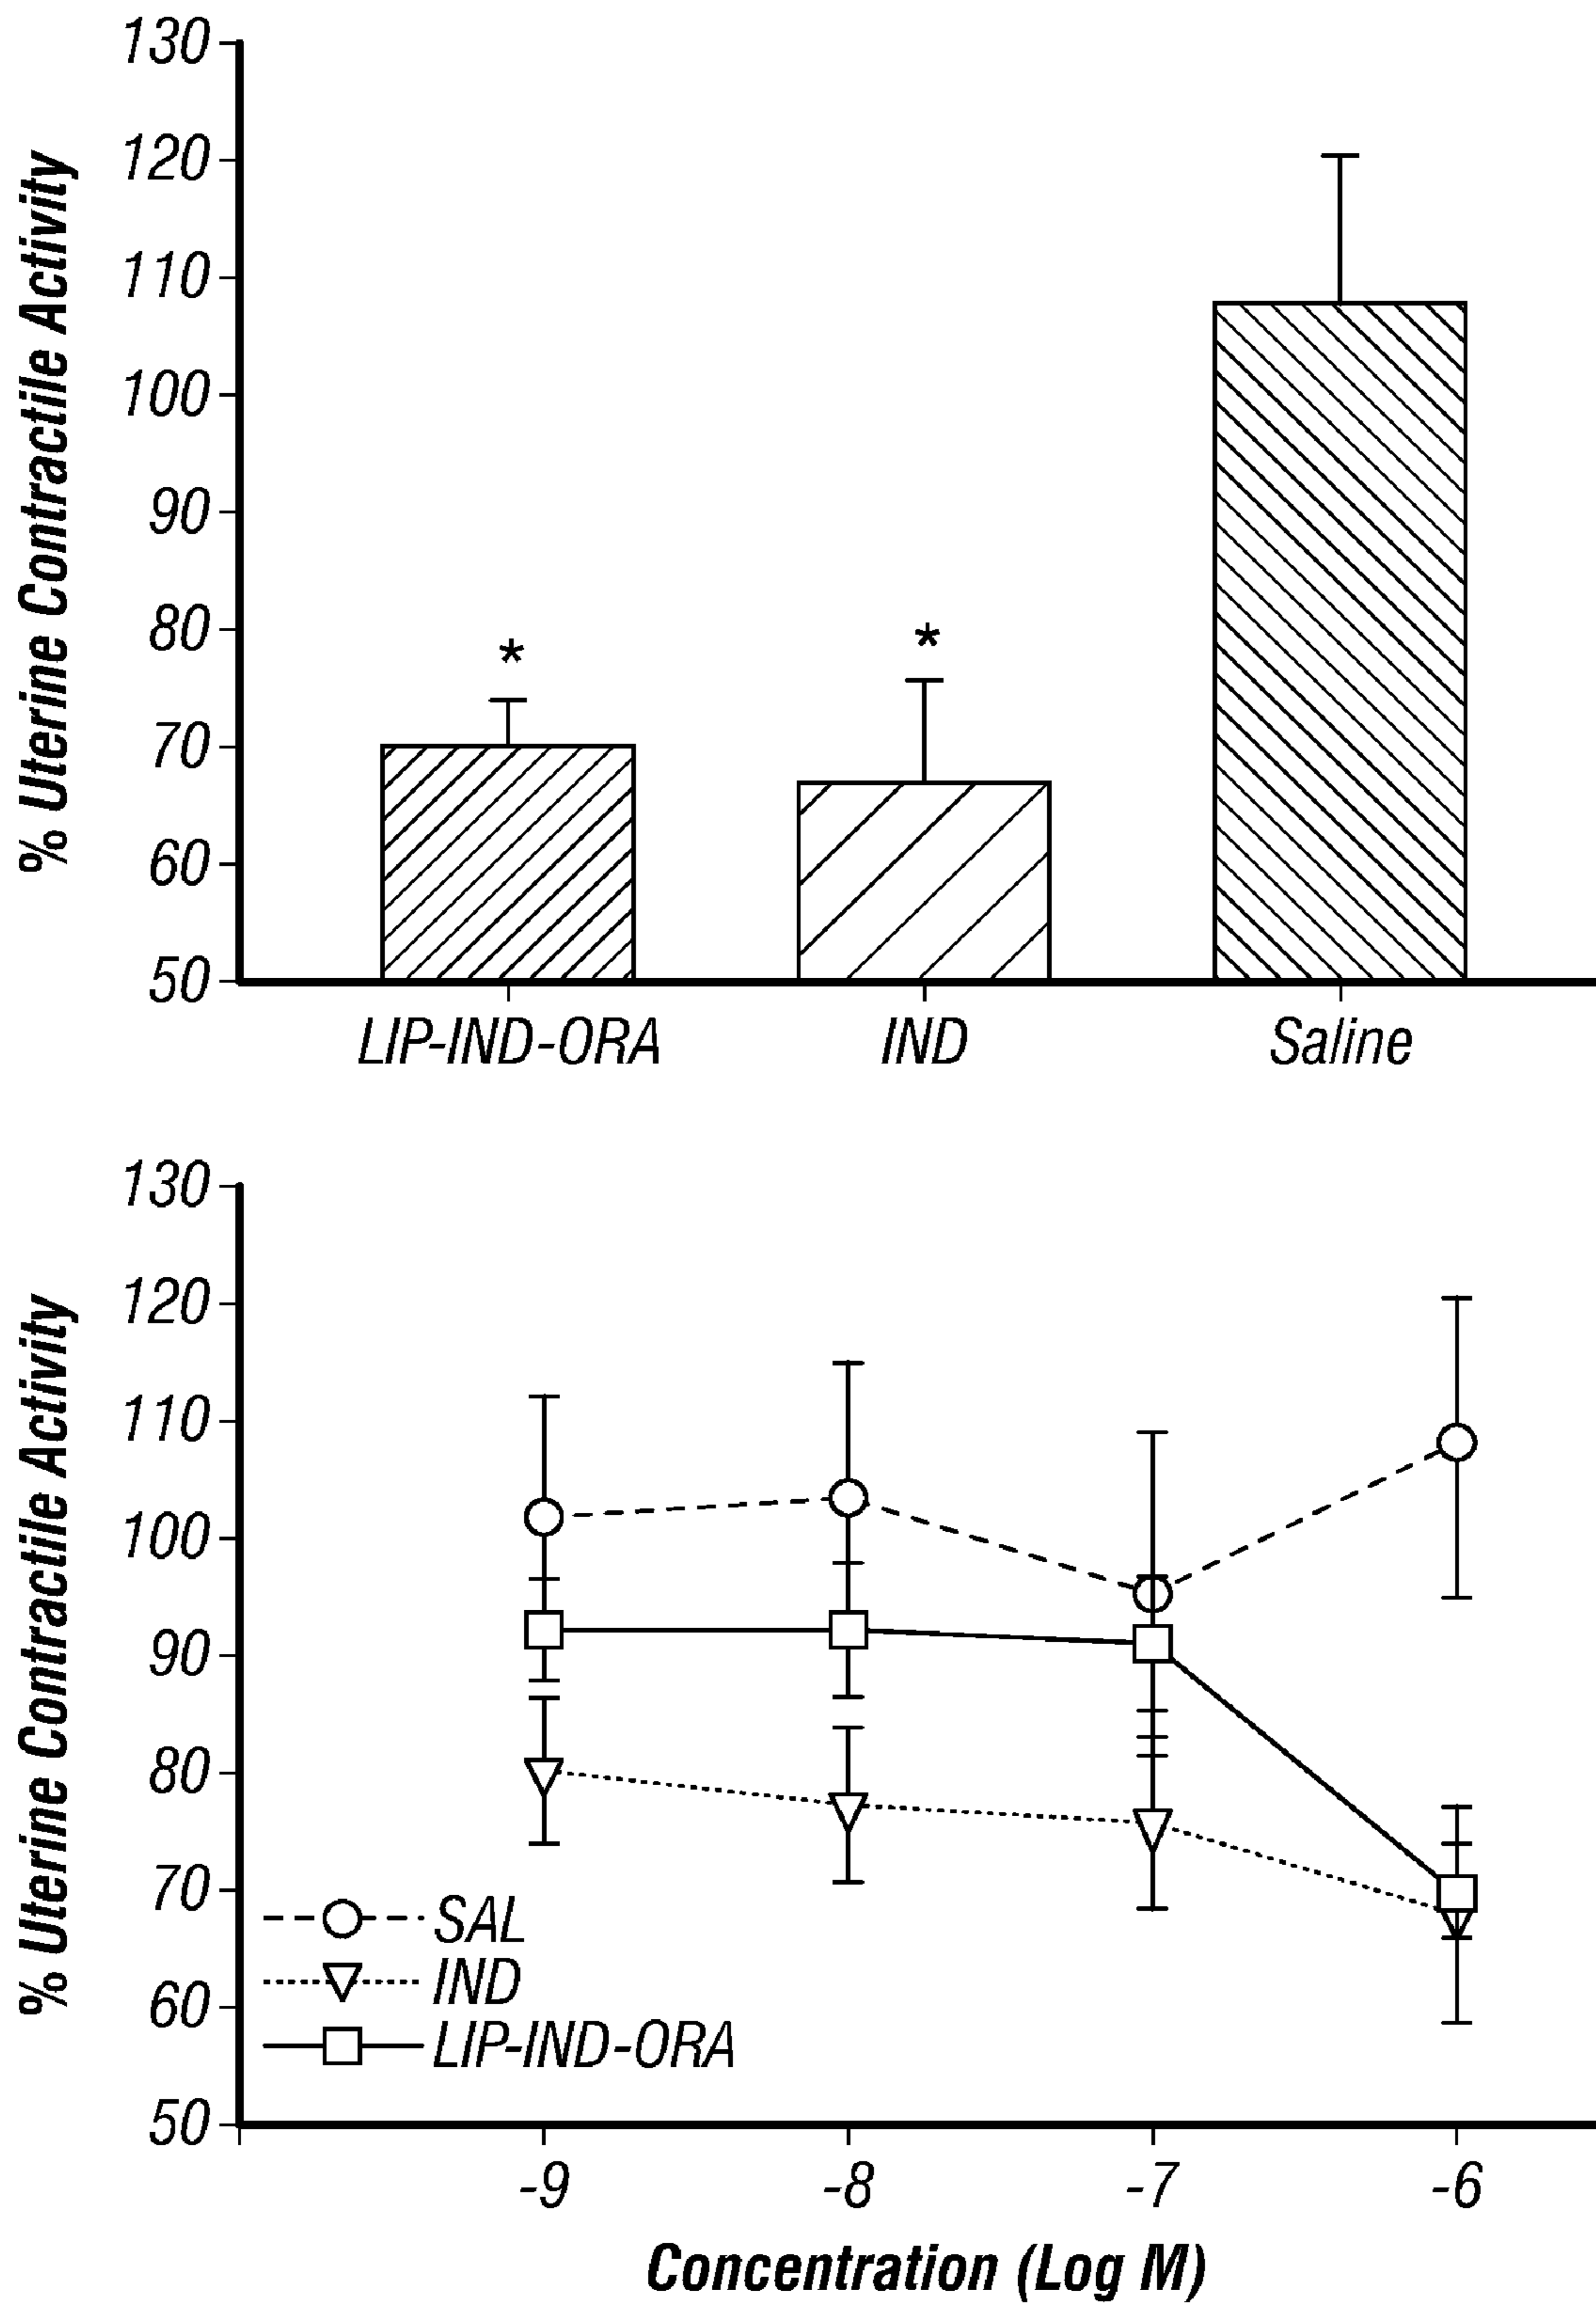 % Uterine Contractile Activity
130
120
110
100
90
80
70
60
50
*
*
LIP-IND-ORA IND Saline
% Uterine Contractile Activity
130
120
110
100
90
80
70
60
50
SAL
IND
LIP-IND-ORA
-9 -8 -7 -6
Concentration (Log M)